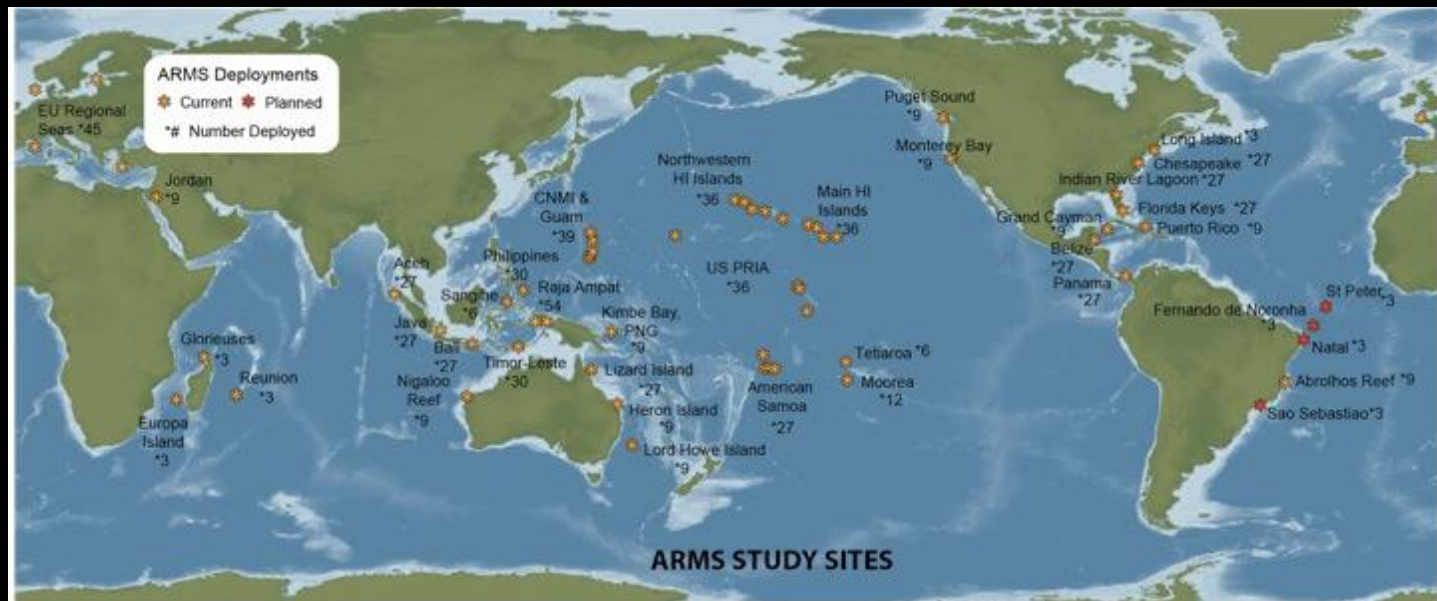 ARMS Deployments
Current Planned
*# Number Deployed
EU Regional
Seas *45
Jordan
*9
Puget Sound
*9
Monterey Bay
*9
Long Island *3
Chesapeake *27
Indian River Lagoon *27
Florida Keys *27
Grand Cayman
*9
Puerto Rico *9
Belize
*27
Panama
*27
Northwestern
HI Islands
*36
Main HI
Islands
*36
CNMI &
Guam
*39
Philippines
*30
US PRIA
*36
Aceh
*27
Sangihe
*6
Raja Ampat
*54
Kimbe Bay,
PNG
*9
Java
*27
Bali
*27
Timor-Leste
*30
Glorieuses
*3
Reunion
*3
Europa
Island
*3
Nigaloo
Reef
*9
Lizard Island
*27
Heron Island
*9
Lord Howe Island
*9
American
Samoa
*27
Tetiaroa *6
Moorea
*12
St Peter *3
Fernando de Noronha
*3
Natal *3
Abrolhos Reef *9
Sao Sebastiao*3
ARMS STUDY SITES